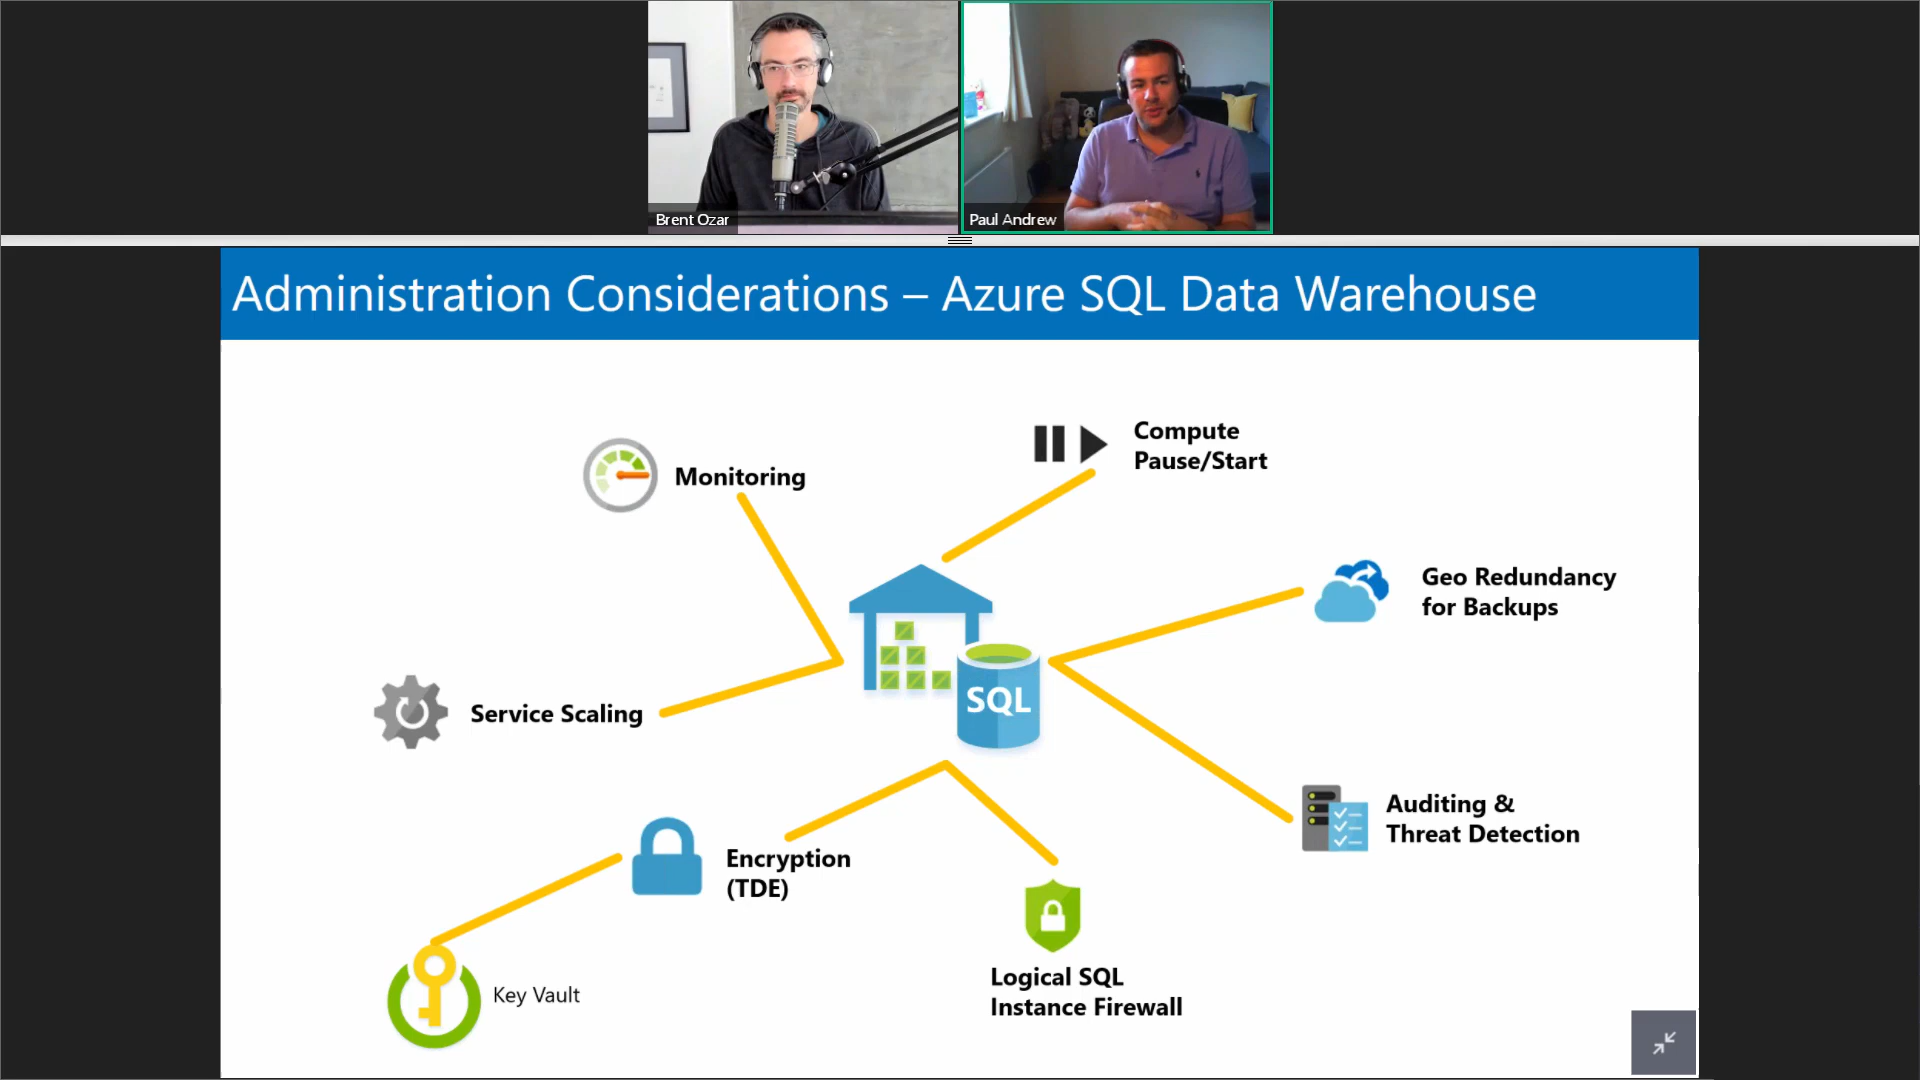 Brent Ozar
Paul Andrew
Administration Considerations – Azure SQL Data Warehouse
Monitoring
Compute
Pause/Start
Geo Redundancy
for Backups
Service Scaling
SQL
Auditing &
Threat Detection
Encryption
(TDE)
Key Vault
Logical SQL
Instance Firewall